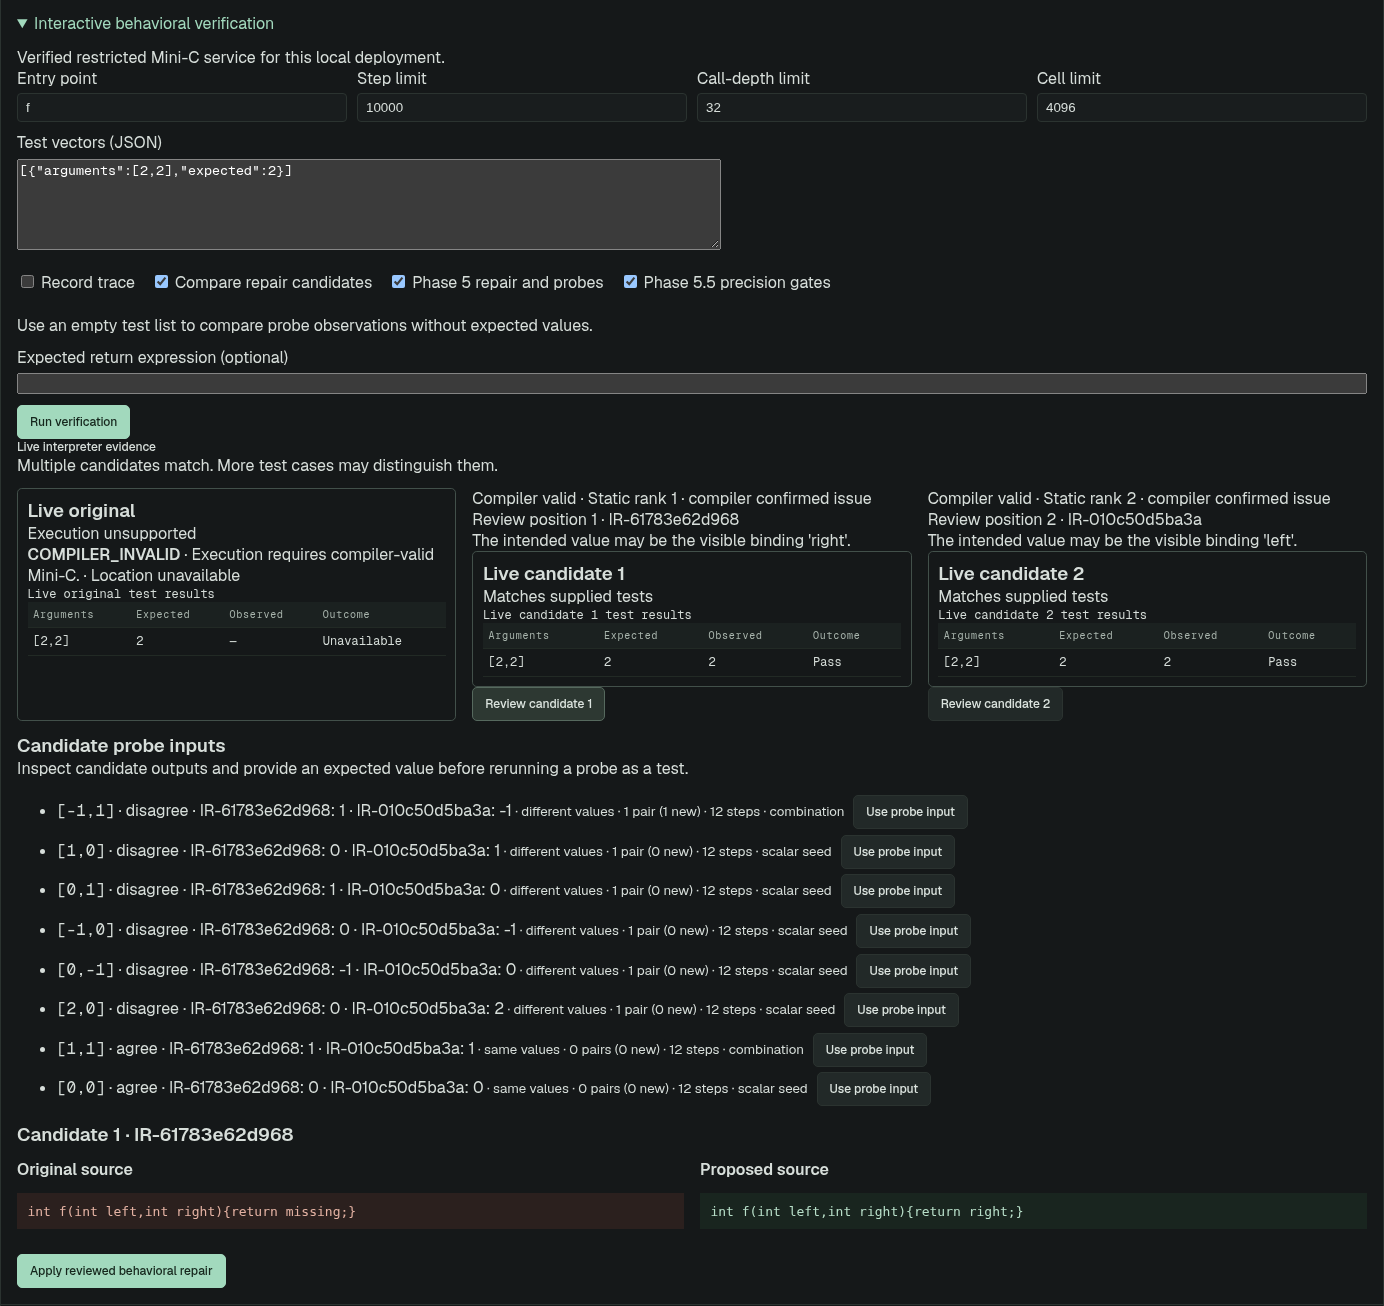 ▼ Interactive behavioral verification
Verified restricted Mini-C service for this local deployment.
Entry point Step limit Call-depth limit Cell limit
f 10000 32 4096
Test vectors (JSON)
[{"arguments":[2,2],"expected":2}]
Record trace Compare repair candidates Phase 5 repair and probes Phase 5.5 precision gates
Use an empty test list to compare probe observations without expected values.
Expected return expression (optional)
Run verification
Live interpreter evidence
Multiple candidates match. More test cases may distinguish them.
Live original
Execution unsupported
COMPILER_INVALID · Execution requires compiler-valid
Mini-C. · Location unavailable
Live original test results
Arguments Expected Observed Outcome
[2,2] 2 — Unavailable
Compiler valid · Static rank 1 · compiler confirmed issue
Review position 1 · IR-61783e62d968
The intended value may be the visible binding 'right'.
Live candidate 1
Matches supplied tests
Live candidate 1 test results
Arguments Expected Observed Outcome
[2,2] 2 2 Pass
Review candidate 1
Compiler valid · Static rank 2 · compiler confirmed issue
Review position 2 · IR-010c50d5ba3a
The intended value may be the visible binding 'left'.
Live candidate 2
Matches supplied tests
Live candidate 2 test results
Arguments Expected Observed Outcome
[2,2] 2 2 Pass
Review candidate 2
Candidate probe inputs
Inspect candidate outputs and provide an expected value before rerunning a probe as a test.
• [-1,1] · disagree · IR-61783e62d968: 1 · IR-010c50d5ba3a: -1 · different values · 1 pair (1 new) · 12 steps · combination Use probe input
• [1,0] · disagree · IR-61783e62d968: 0 · IR-010c50d5ba3a: 1 · different values · 1 pair (0 new) · 12 steps · scalar seed Use probe input
• [0,1] · disagree · IR-61783e62d968: 1 · IR-010c50d5ba3a: 0 · different values · 1 pair (0 new) · 12 steps · scalar seed Use probe input
• [-1,0] · disagree · IR-61783e62d968: 0 · IR-010c50d5ba3a: -1 · different values · 1 pair (0 new) · 12 steps · scalar seed Use probe input
• [0,-1] · disagree · IR-61783e62d968: -1 · IR-010c50d5ba3a: 0 · different values · 1 pair (0 new) · 12 steps · scalar seed Use probe input
• [2,0] · disagree · IR-61783e62d968: 0 · IR-010c50d5ba3a: 2 · different values · 1 pair (0 new) · 12 steps · scalar seed Use probe input
• [1,1] · agree · IR-61783e62d968: 1 · IR-010c50d5ba3a: 1 · same values · 0 pairs (0 new) · 12 steps · combination Use probe input
• [0,0] · agree · IR-61783e62d968: 0 · IR-010c50d5ba3a: 0 · same values · 0 pairs (0 new) · 12 steps · scalar seed Use probe input
Candidate 1 · IR-61783e62d968
Original source Proposed source
int f(int left,int right){return missing;} int f(int left,int right){return right;}
Apply reviewed behavioral repair